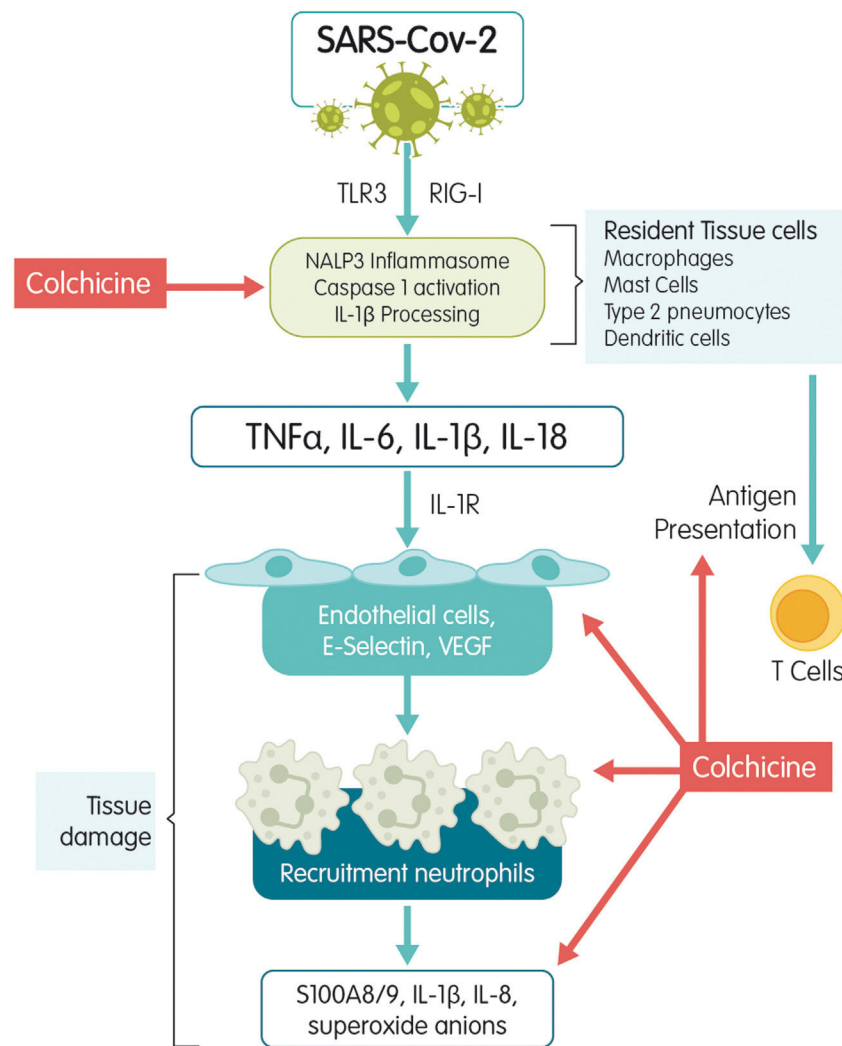 SARS-Cov-2
TLR3
RIG-I
Colchicine
NALP3 Inflammasome
Caspase 1 activation
IL-1β Processing
Resident Tissue cells
Macrophages
Mast Cells
Type 2 pneumocytes
Dendritic cells
TNFα, IL-6, IL-1β, IL-18
IL-1R
Antigen
Presentation
Endothelial cells,
E-Selectin, VEGF
T Cells
Colchicine
Tissue
damage
Recruitment neutrophils
S100A8/9, IL-1β, IL-8,
superoxide anions